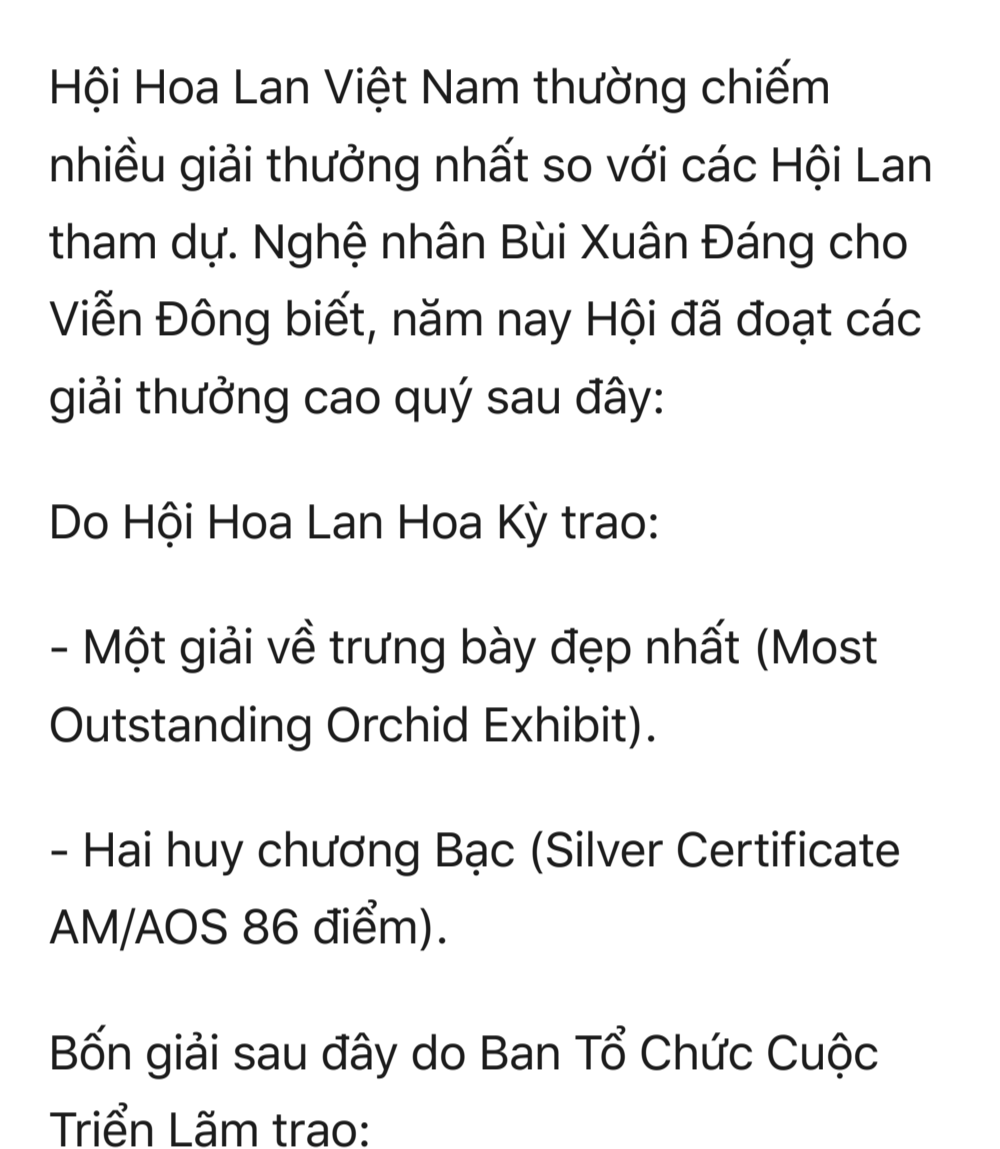 Hội Hoa Lan Việt Nam thường chiếm
nhiều giải thưởng nhất so với các Hội Lan
tham dự. Nghệ nhân Bùi Xuân Đáng cho
Viễn Đông biết, năm nay Hội đã đoạt các
giải thưởng cao quý sau đây:
Do Hội Hoa Lan Hoa Kỳ trao:
- Một giải về trưng bày đẹp nhất (Most
Outstanding Orchid Exhibit).
- Hai huy chương Bạc (Silver Certificate
AM/AOS 86 điểm).
Bốn giải sau đây do Ban Tổ Chức Cuộc
Triển Lãm trao: